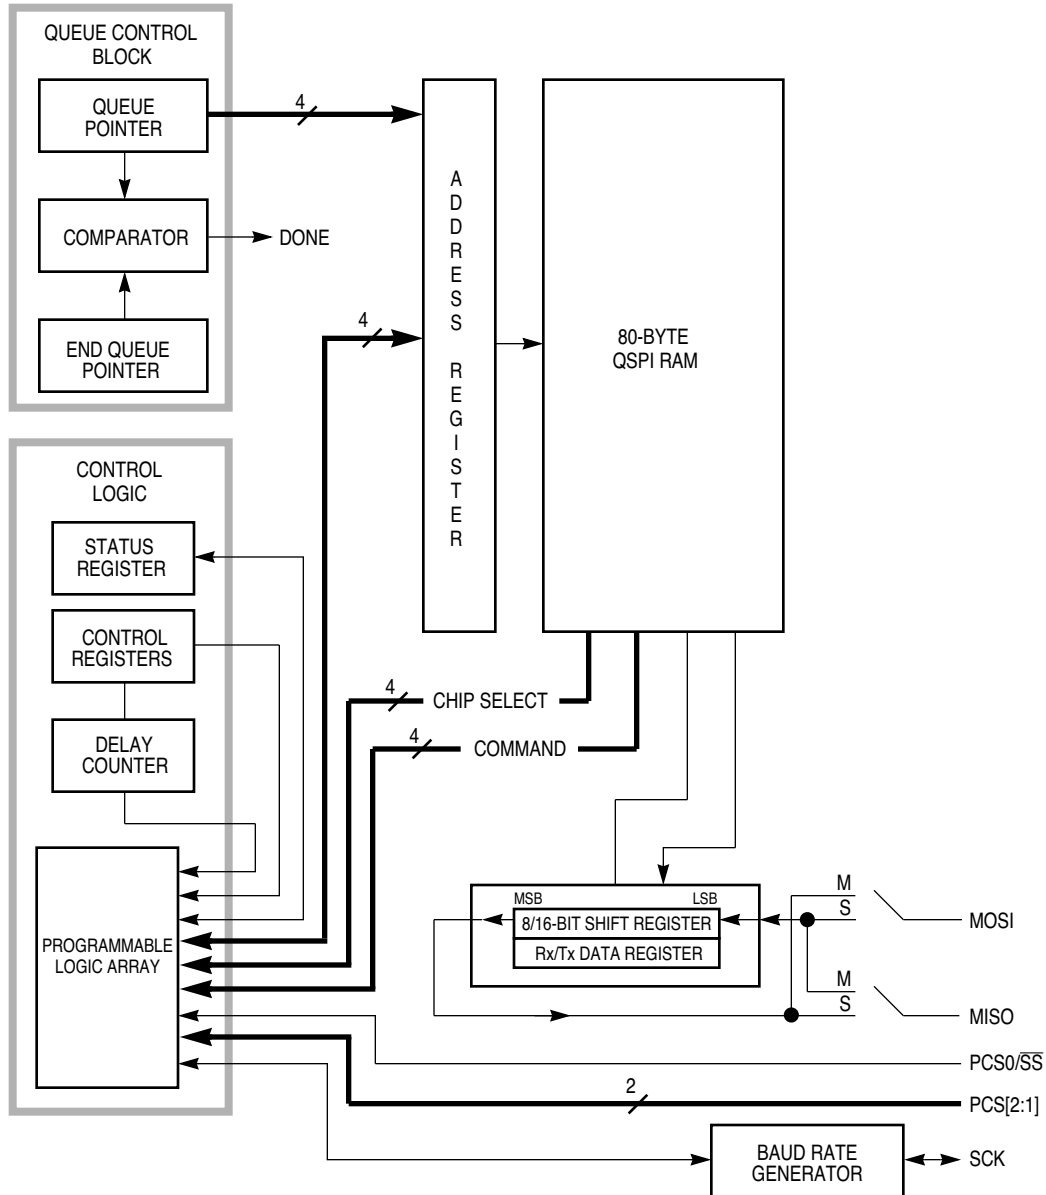 QUEUE CONTROL
BLOCK
QUEUE
POINTER
4
COMPARATOR
DONE
END QUEUE
POINTER
4
A
D
D
R
E
S
S
R
E
G
I
S
T
E
R
80-BYTE
QSPI RAM
CONTROL
LOGIC
STATUS
REGISTER
CONTROL
REGISTERS
DELAY
COUNTER
4
CHIP SELECT
4
COMMAND
PROGRAMMABLE
LOGIC ARRAY
MSB
LSB
8/16-BIT SHIFT REGISTER
Rx/Tx DATA REGISTER
M
S
MOSI
M
S
MISO
PCS0/S̅S̅
2
PCS[2:1]
BAUD RATE
GENERATOR
SCK